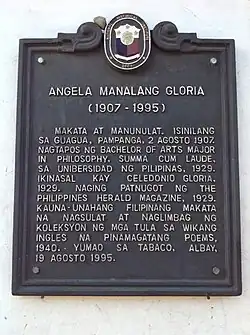 ANGELA MANALANG GLORIA
(1907 - 1995)
MAKATA AT MANUNULAT. ISINILANG
SA GUAGUA, PAMPANGA, 2 AGOSTO 1907.
NAGTAPOS NG BACHELOR OF ARTS MAJOR
IN PHILOSOPHY, SUMMA CUM LAUDE,
SA UNIBERSIDAD NG PILIPINAS, 1929.
IKINASAL KAY CELEDONIO GLORIA,
1929. NAGING PATNUGOT NG THE
PHILIPPINES HERALD MAGAZINE, 1929.
KAUNA-UNAHANG FILIPINANG MAKATA
NA NAGSULAT AT NAGLIMBAG NG
KOLEKSYON NG MGA TULA SA WIKANG
INGLES NA PINAMAGATANG POEMS,
1940. YUMAO SA TABACO, ALBAY,
19 AGOSTO 1995.